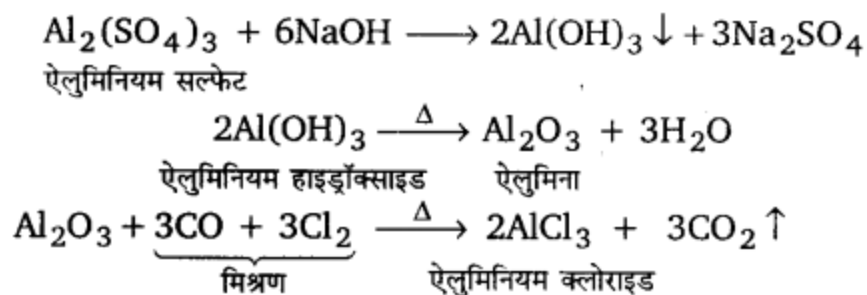 Al₂(SO₄)₃ + 6NaOH ⟶ 2Al(OH)₃ ↓ + 3Na₂SO₄
ऐलुमिनियम सल्फेट
2Al(OH)₃ —Δ⟶ Al₂O₃ + 3H₂O
ऐलुमिनियम हाइड्रॉक्साइड ऐलुमिना
Al₂O₃ + 3CO + 3Cl₂ —Δ⟶ 2AlCl₃ + 3CO₂ ↑
मिश्रण ऐलुमिनियम क्लोराइड